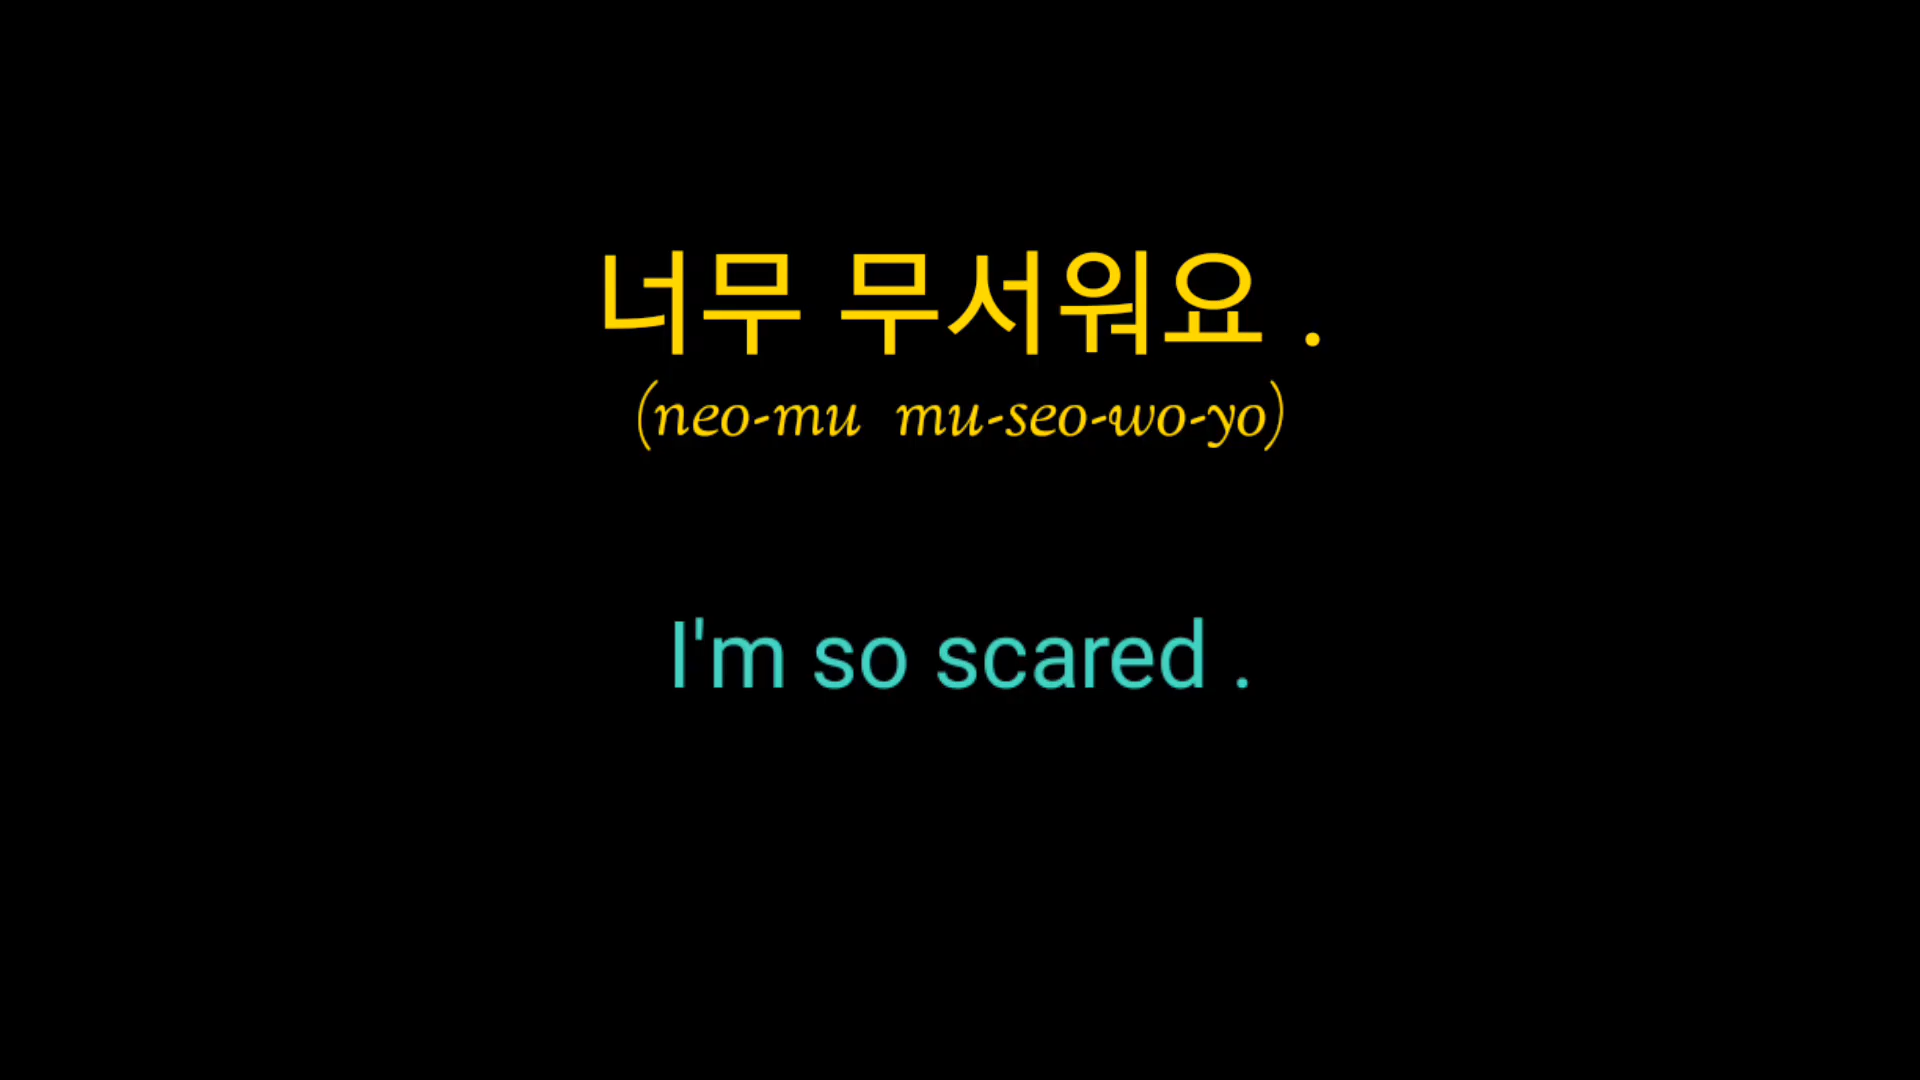 너무 무서워요 .
(neo-mu mu-seo-wo-yo)
I'm so scared .